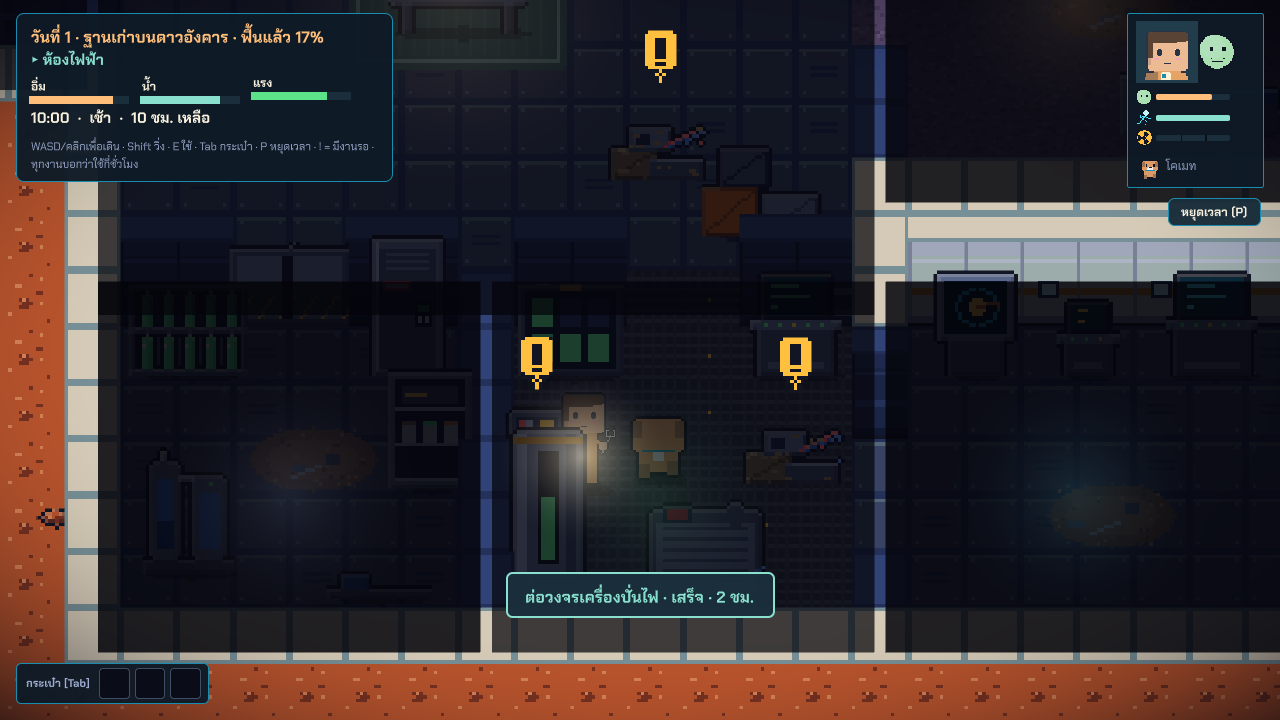 วันที่ 1 · ฐานเก่าบนดาวอังคาร · ฟื้นแล้ว 17%
▸ ห้องไฟฟ้า
อิ่ม น้ำ แรง
10:00 · เช้า · 10 ชม. เหลือ
WASD/คลิกเพื่อเดิน · Shift วิ่ง · E ใช้ · Tab กระเป๋า · P หยุดเวลา · ! = มีงานรอ ·
ทุกงานบอกว่าใช้กี่ชั่วโมง
โคเมท
หยุดเวลา (P)
ต่อวงจรเครื่องปั่นไฟ · เสร็จ · 2 ชม.
กระเป๋า [Tab]